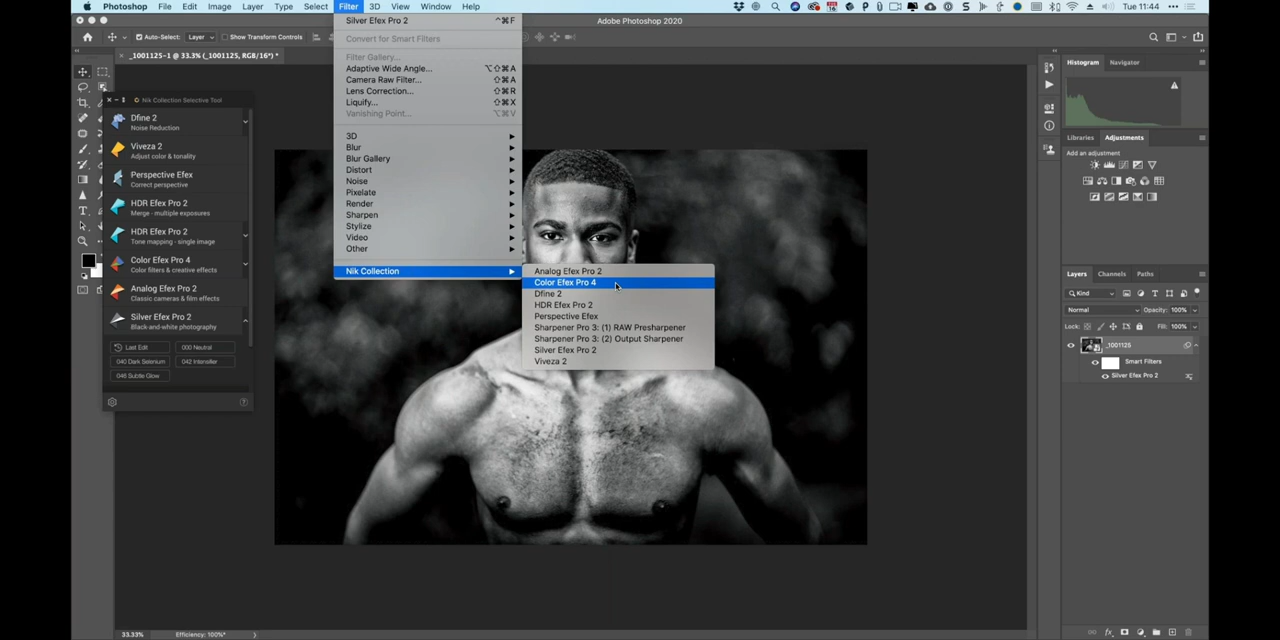 Photoshop File Edit Image Layer Type Select Filter 3D View Window Help
Tue 11:44
Adobe Photoshop 2020
Auto-Select: Layer Show Transform Controls
_1001125-1 @ 33.3% (_1001125, RGB/16*) *
Silver Efex Pro 2 ⌃⌘F
Convert for Smart Filters
Filter Gallery...
Adaptive Wide Angle... ⌥⇧⌘A
Camera Raw Filter... ⇧⌘A
Lens Correction... ⇧⌘R
Liquify... ⇧⌘X
Vanishing Point... ⌥⌘V
3D
Blur
Blur Gallery
Distort
Noise
Pixelate
Render
Sharpen
Stylize
Video
Other
Nik Collection
Analog Efex Pro 2
Color Efex Pro 4
Dfine 2
HDR Efex Pro 2
Perspective Efex
Sharpener Pro 3: (1) RAW Presharpener
Sharpener Pro 3: (2) Output Sharpener
Silver Efex Pro 2
Viveza 2
Nik Collection Selective Tool
Dfine 2
Noise Reduction
Viveza 2
Adjust color & tonality
Perspective Efex
Correct perspective
HDR Efex Pro 2
Merge - multiple exposures
HDR Efex Pro 2
Tone mapping - single image
Color Efex Pro 4
Color filters & creative effects
Analog Efex Pro 2
Classic cameras & film effects
Silver Efex Pro 2
Black-and-white photography
Last Edit 000 Neutral
040 Dark Selenium 042 Intensifier
046 Subtle Glow
Histogram Navigator
Libraries Adjustments
Add an adjustment
Layers Channels Paths
Kind
Normal Opacity: 100%
Lock: Fill: 100%
_1001125
Smart Filters
Silver Efex Pro 2
33.33% Efficiency: 100%*